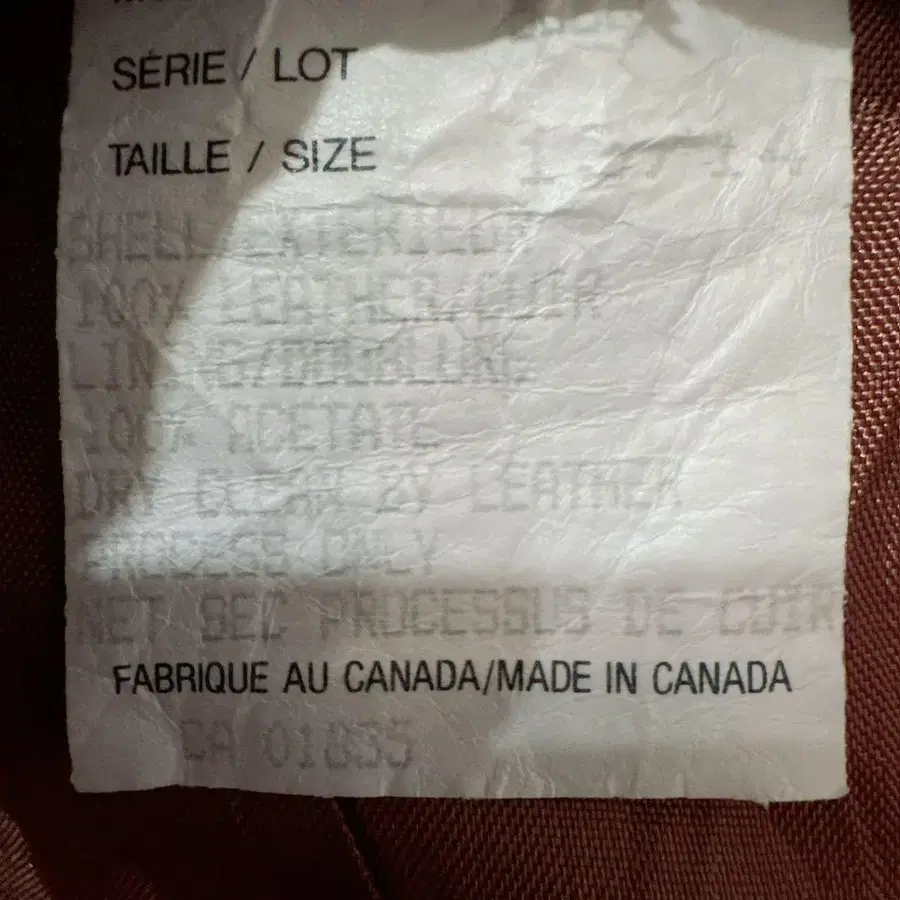 SÉRIE / LOT
TAILLE / SIZE
SHELL EXTERIEUR
100% LEATHER/CUIR
LINING/DOUBLURE
100% ACETATE
DRY CLEAN BY LEATHER
PROCESS ONLY
NET SEC PROCESSUS DE CUIR
FABRIQUE AU CANADA/MADE IN CANADA
CA 01835